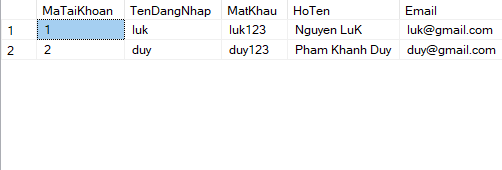 MaTaiKhoan TenDangNhap MatKhau HoTen Email
1 1 luk luk123 Nguyen LuK luk@gmail.com
2 2 duy duy123 Pham Khanh Duy duy@gmail.com